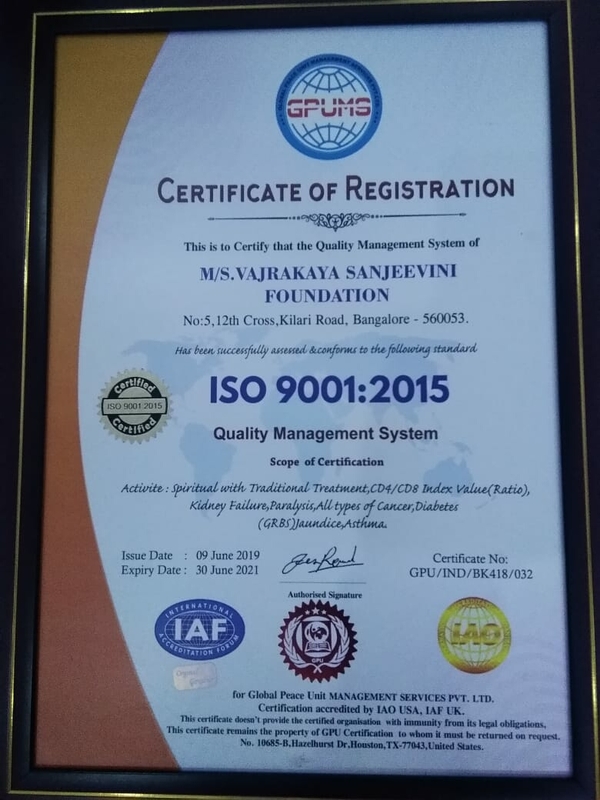 GPUMS
CERTIFICATE OF REGISTRATION
This is to Certify that the Quality Management System of
M/S.VAJRAKAYA SANJEEVINI
FOUNDATION
No:5,12th Cross,Kilari Road, Bangalore - 560053.
Has been successfully assessed &conforms to the following standard
ISO 9001:2015
Certified
ISO 9001:2015
Certified
Quality Management System
Scope of Certification
Activite : Spiritual with Traditional Treatment,CD4/CD8 Index Value(Ratio),
Kidney Failure,Paralysis,All types of Cancer,Diabetes
(GRBS)Jaundice,Asthma.
Issue Date : 09 June 2019
Expiry Date : 30 June 2021
Certificate No:
GPU/IND/BK418/032
Authorised Signature
INTERNATIONAL
IAF
ACCREDITATION FORUM
GPU
IAO
for Global Peace Unit MANAGEMENT SERVICES PVT. LTD.
Certification accredited by IAO USA, IAF UK.
This certificate doesn't provide the certified organisation with immunity from its legal obligations,
This certificate remains the property of GPU Certification to whom it must be returned on request.
No. 10685-B,Hazelhurst Dr,Houston,TX-77043,United States.